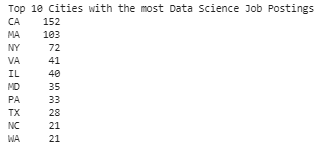 Top 10 Cities with the most Data Science Job Postings
CA 152
MA 103
NY 72
VA 41
IL 40
MD 35
PA 33
TX 28
NC 21
WA 21